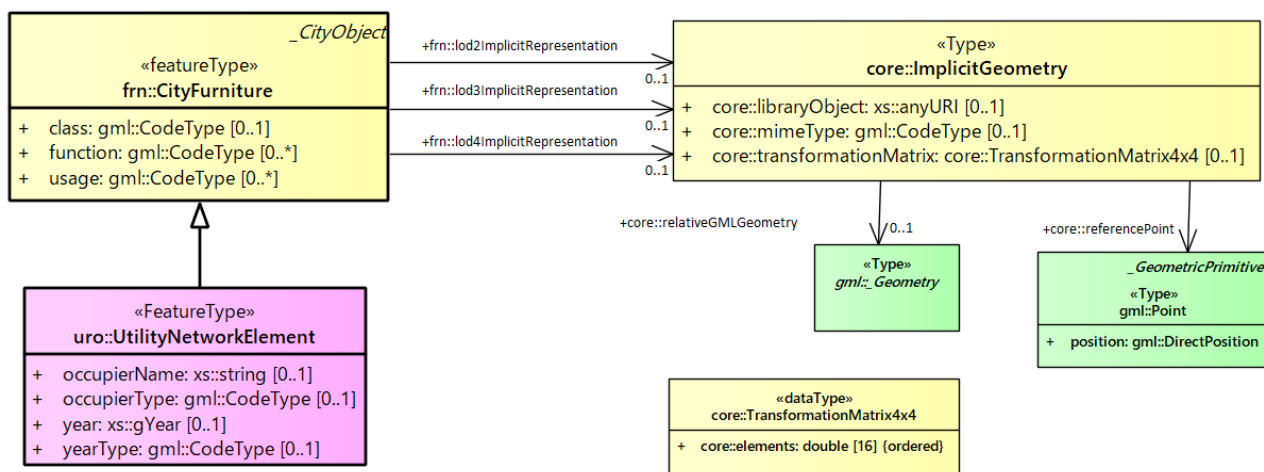 _CityObject
«featureType»
frn::CityFurniture
+ class: gml::CodeType [0..1]
+ function: gml::CodeType [0..*]
+ usage: gml::CodeType [0..*]
+frn::lod2ImplicitRepresentation
0..1
+frn::lod3ImplicitRepresentation
0..1
+frn::lod4ImplicitRepresentation
0..1
«Type»
core::ImplicitGeometry
+ core::libraryObject: xs::anyURI [0..1]
+ core::mimeType: gml::CodeType [0..1]
+ core::transformationMatrix: core::TransformationMatrix4x4 [0..1]
+core::relativeGMLGeometry
0..1
+core::referencePoint
«Type»
gml::_Geometry
_GeometricPrimitive
«Type»
gml::Point
+ position: gml::DirectPosition
«FeatureType»
uro::UtilityNetworkElement
+ occupierName: xs::string [0..1]
+ occupierType: gml::CodeType [0..1]
+ year: xs::gYear [0..1]
+ yearType: gml::CodeType [0..1]
«dataType»
core::TransformationMatrix4x4
+ core::elements: double [16] {ordered}